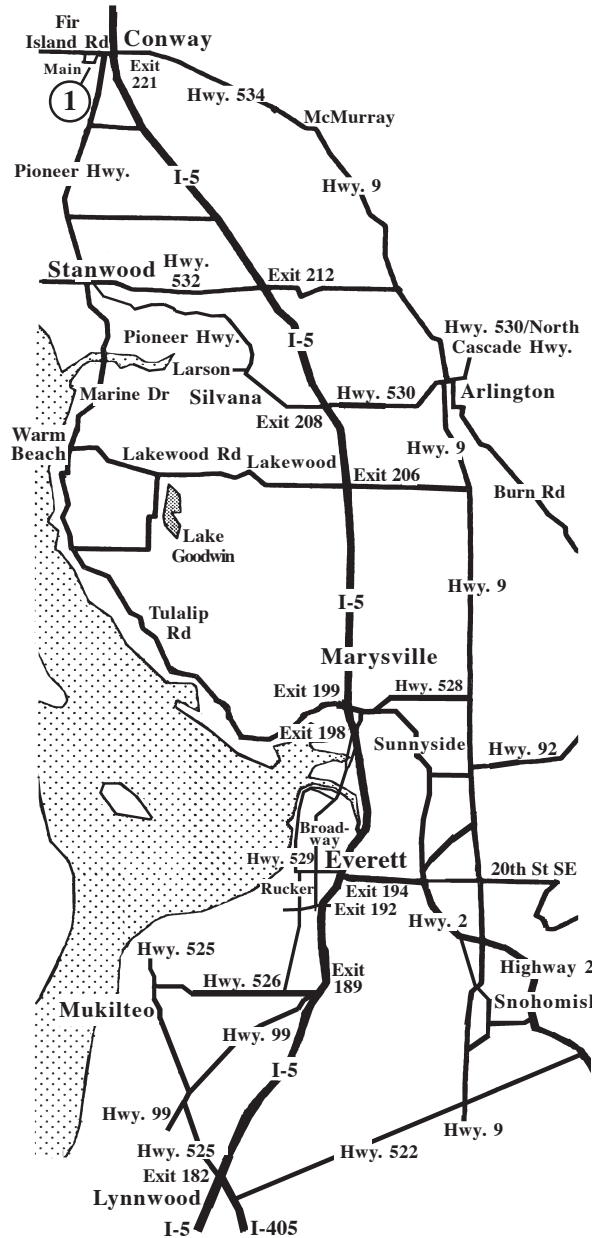 Fir
Island Rd
Conway
Main
Exit
221
1
Hwy. 534
McMurray
Pioneer Hwy.
I-5
Hwy. 9
Stanwood
Hwy.
532
Exit 212
Pioneer Hwy.
I-5
Hwy. 530/North
Cascade Hwy.
Larson
Marine Dr
Silvana
Hwy. 530
Arlington
Exit 208
Warm
Beach
Lakewood Rd
Lakewood
Hwy. 9
Exit 206
Burn Rd
Lake
Goodwin
Hwy. 9
Tulalip
Rd
I-5
Marysville
Exit 199
Hwy. 528
Exit 198
Sunnyside
Hwy. 92
Broad-
way
Hwy. 529
Everett
20th St SE
Rucker
Exit 194
Exit 192
Hwy. 2
Hwy. 525
Exit
189
Highway 2
Hwy. 526
Mukilteo
Snohomish
Hwy. 99
I-5
Hwy. 99
Hwy. 9
Hwy. 525
Hwy. 522
Exit 182
Lynnwood
I-5
I-405